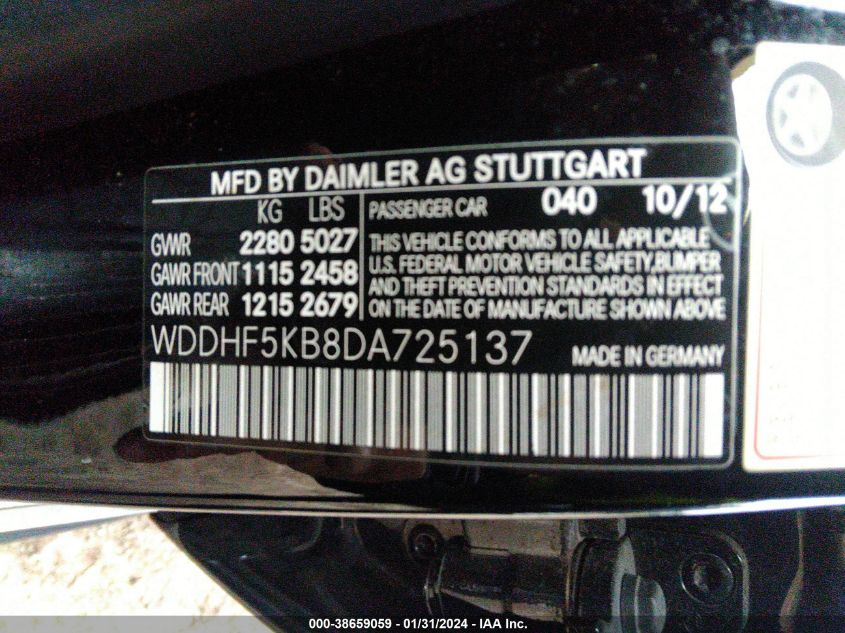 MFD BY DAIMLER AG STUTTGART
KG LBS PASSENGER CAR 040 10/12
GVWR 2280 5027 THIS VEHICLE CONFORMS TO ALL APPLICABLE
GAWR FRONT 1115 2458 U.S. FEDERAL MOTOR VEHICLE SAFETY, BUMPER
GAWR REAR 1215 2679 AND THEFT PREVENTION STANDARDS IN EFFECT
ON THE DATE OF MANUFACTURE SHOWN ABOVE
WDDHF5KB8DA725137 MADE IN GERMANY
000-38659059 - 01/31/2024 - IAA Inc.